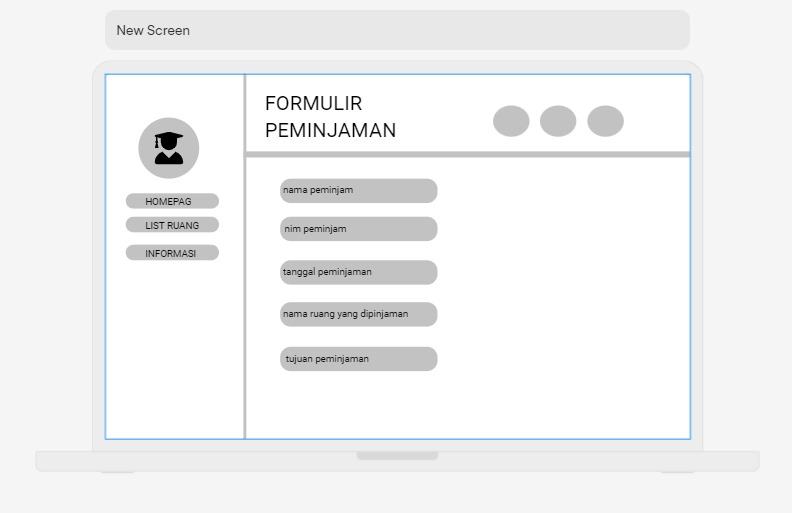 New Screen
FORMULIR
PEMINJAMAN
HOMEPAG
LIST RUANG
INFORMASI
nama peminjam
nim peminjam
tanggal peminjaman
nama ruang yang dipinjaman
tujuan peminjaman